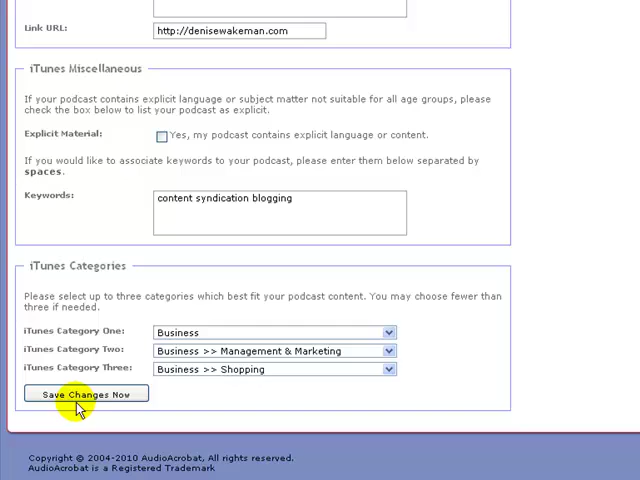 Link URL:
http://denisewakeman.com
iTunes Miscellaneous
If your podcast contains explicit language or subject matter not suitable for all age groups, please
check the box below to list your podcast as explicit.
Explicit Material:
Yes, my podcast contains explicit language or content.
If you would like to associate keywords to your podcast, please enter them below separated by
spaces.
Keywords:
content syndication blogging
iTunes Categories
Please select up to three categories which best fit your podcast content. You may choose fewer than
three if needed.
iTunes Category One:
Business
iTunes Category Two:
Business >> Management & Marketing
iTunes Category Three:
Business >> Shopping
Save Changes Now
Copyright © 2004-2010 AudioAcrobat, All rights reserved.
AudioAcrobat is a Registered Trademark